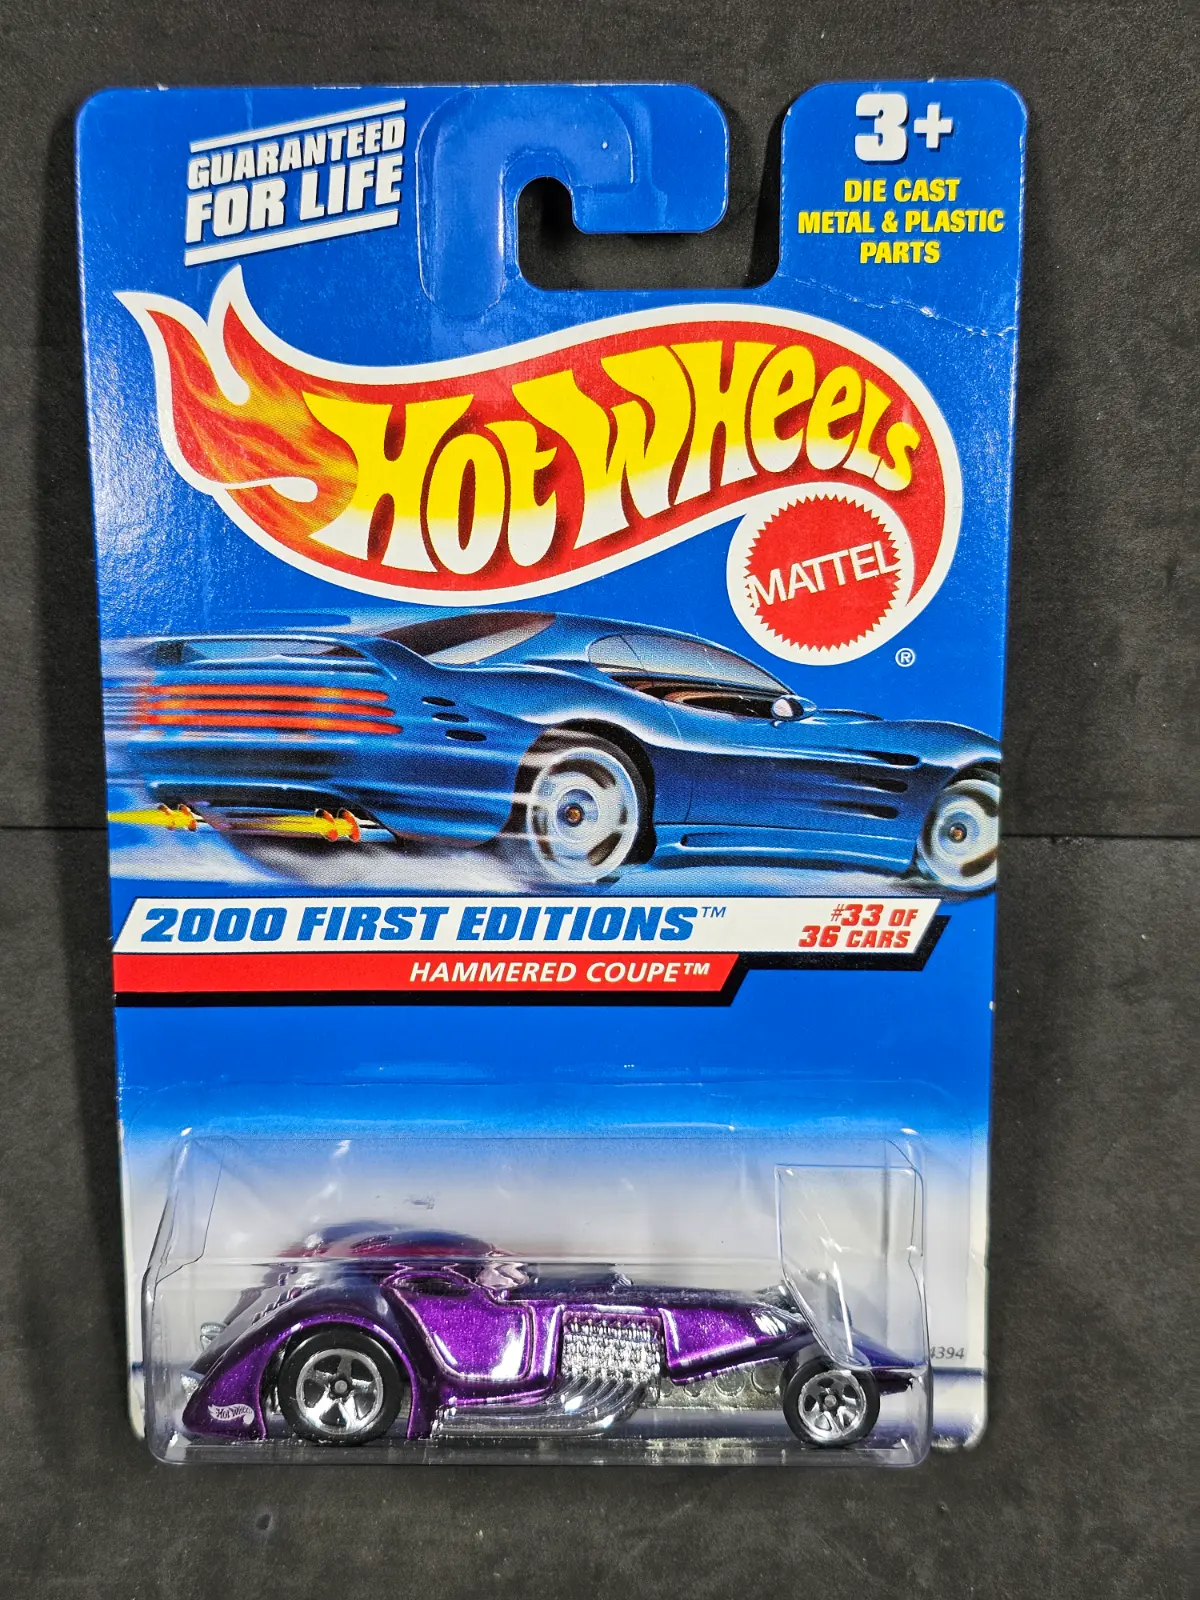 GUARANTEED
FOR LIFE
3+
DIE CAST
METAL & PLASTIC
PARTS
HOT WHEELS
MATTEL
®
2000 FIRST EDITIONS™
#33 OF
36 CARS
HAMMERED COUPE™
4394
Hot Wheels